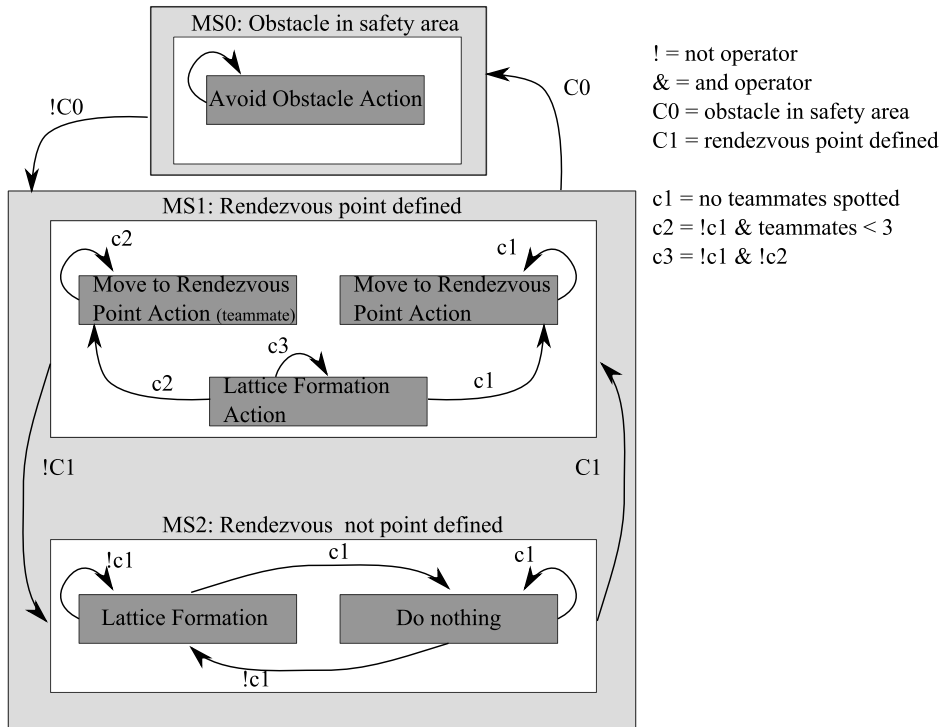 MS0: Obstacle in safety area
Avoid Obstacle Action
!C0
C0
! = not operator
& = and operator
C0 = obstacle in safety area
C1 = rendezvous point defined
c1 = no teammates spotted
c2 = !c1 & teammates < 3
c3 = !c1 & !c2
MS1: Rendezvous point defined
c2
c1
Move to Rendezvous
Point Action (teammate)
Move to Rendezvous
Point Action
c3
c2
c1
Lattice Formation
Action
!C1
C1
MS2: Rendezvous not point defined
!c1
c1
c1
Lattice Formation
Do nothing
!c1